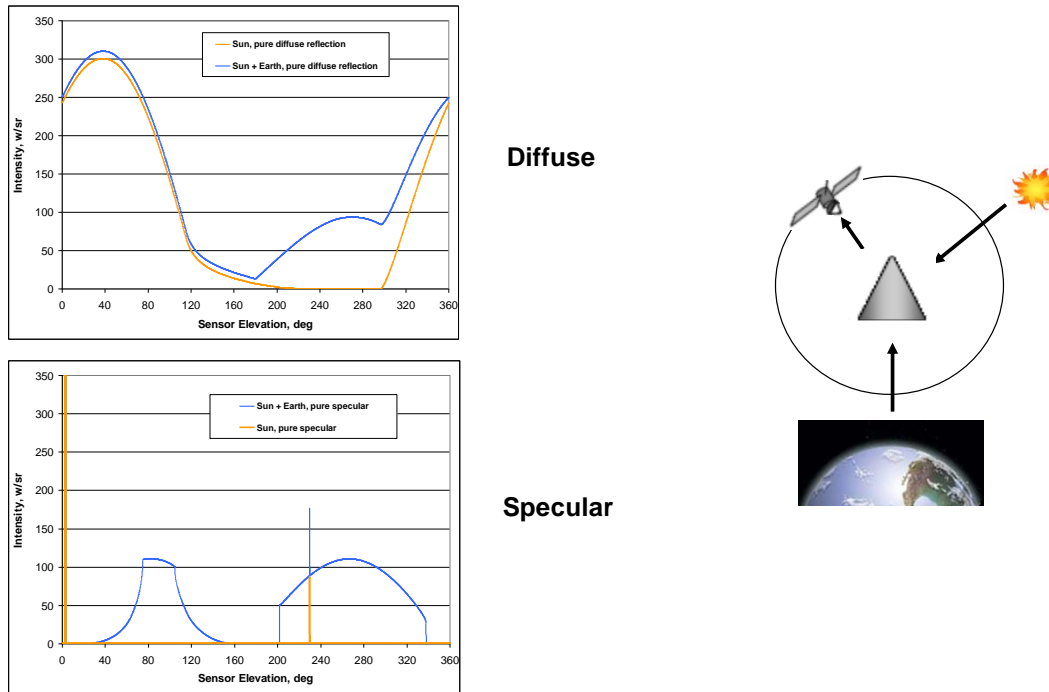 350
300
250
200
150
100
50
0
Intensity, w/sr
Sun, pure diffuse reflection
Sun + Earth, pure diffuse reflection
0 40 80 120 160 200 240 280 320 360
Sensor Elevation, deg
Diffuse
350
300
250
200
150
100
50
0
Intensity, w/sr
Sun + Earth, pure specular
Sun, pure specular
0 40 80 120 160 200 240 280 320 360
Sensor Elevation, deg
Specular